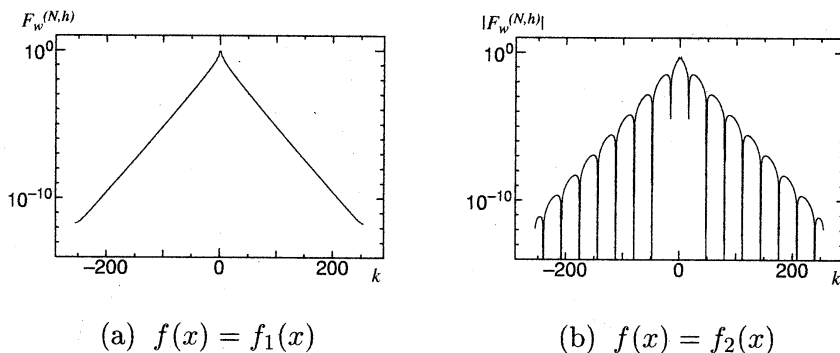 F_w^{(N,h)}
10^0
10^{-10}
−200
0
200
k
(a) f(x) = f_1(x)
|F_w^{(N,h)}|
10^0
10^{-10}
−200
0
200
k
(b) f(x) = f_2(x)